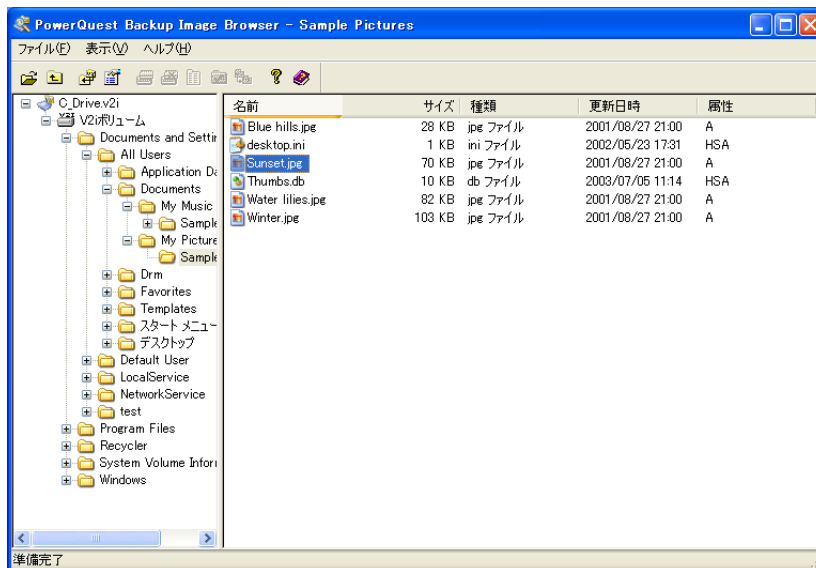 PowerQuest Backup Image Browser - Sample Pictures
ファイル(F) 表示(V) ヘルプ(H)
C_Drive.v2i
V2iボリューム
Documents and Settir
All Users
Application Da
Documents
My Music
Sample
My Picture
Sample
Drm
Favorites
Templates
スタート メニュー
デスクトップ
Default User
LocalService
NetworkService
test
Program Files
Recycler
System Volume Inforı
Windows
名前 サイズ 種類 更新日時 属性
Blue hills.jpg 28 KB jpg ファイル 2001/08/27 21:00 A
desktop.ini 1 KB ini ファイル 2002/05/23 17:31 HSA
Sunset.jpg 70 KB jpg ファイル 2001/08/27 21:00 A
Thumbs.db 10 KB db ファイル 2003/07/05 11:14 HSA
Water lilies.jpg 82 KB jpg ファイル 2001/08/27 21:00 A
Winter.jpg 103 KB jpg ファイル 2001/08/27 21:00 A
準備完了